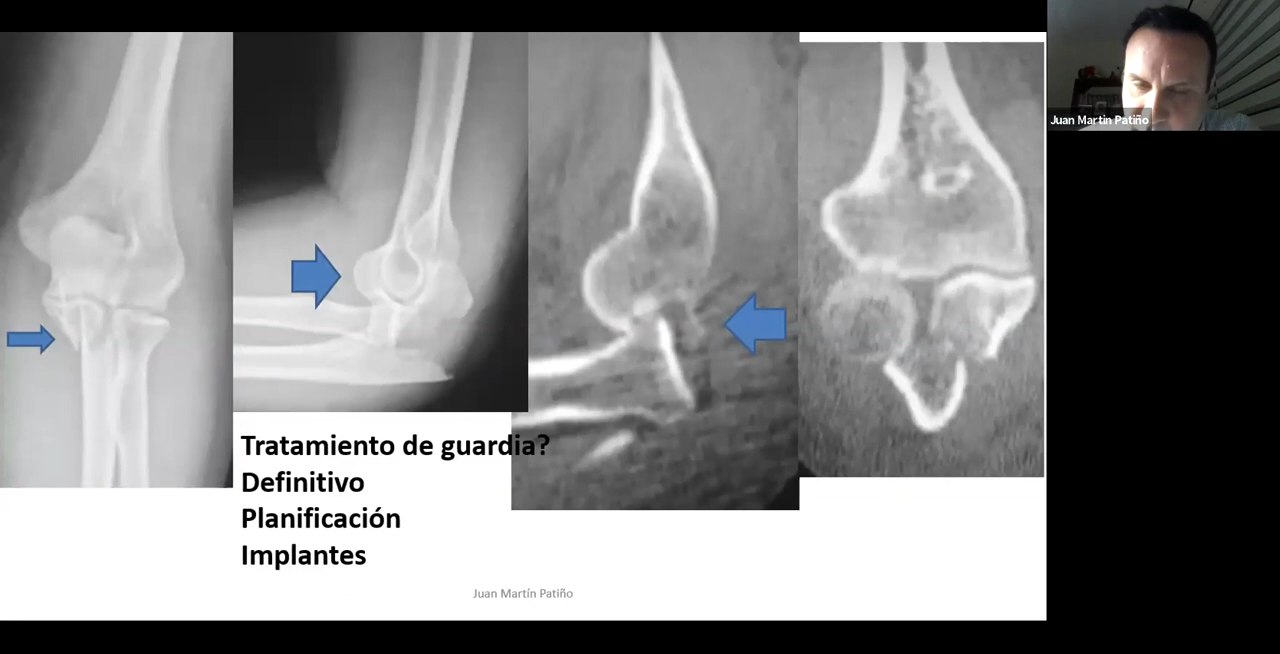 Juan Martin Patiño
Tratamiento de guardia?
Definitivo
Planificación
Implantes
Juan Martín Patiño